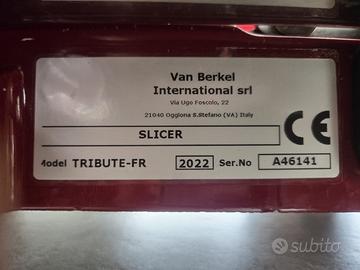 Van Berkel
International srl
Via Ugo Foscolo, 22
21040 Oggiona S.Stefano (VA) Italy
SLICER
CE
Model TRIBUTE-FR 2022 Ser.No A46141
subito